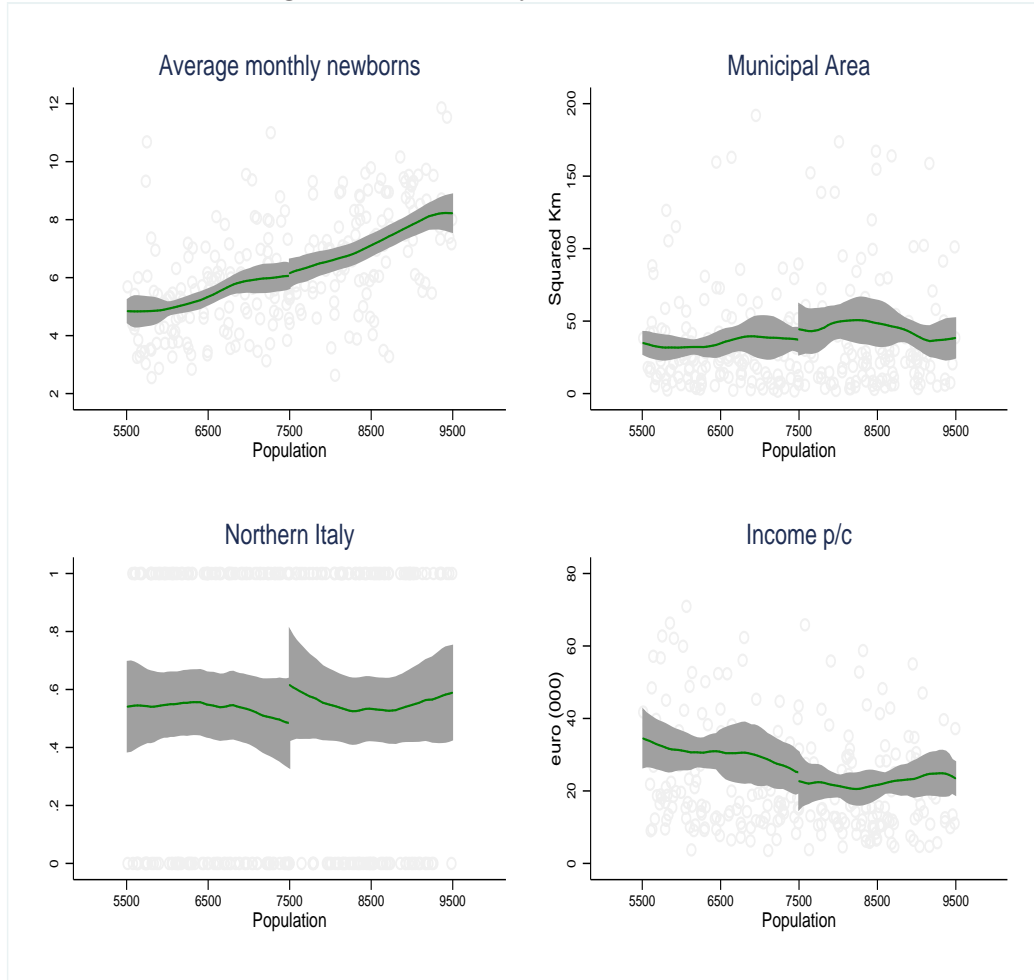 Average monthly newborns
12
10
8
6
4
2
5500 6500 7500 8500 9500
Population
Municipal Area
Squared Km
200
150
100
50
0
5500 6500 7500 8500 9500
Population
Northern Italy
1
.8
.6
.4
.2
0
5500 6500 7500 8500 9500
Population
Income p/c
euro (000)
80
60
40
20
0
5500 6500 7500 8500 9500
Population